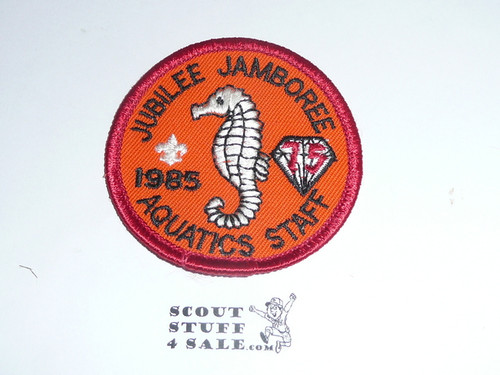 JUBILEE JAMBOREE
75
1985
AQUATICS STAFF
SCOUT
STUFF
4 SALE.COM